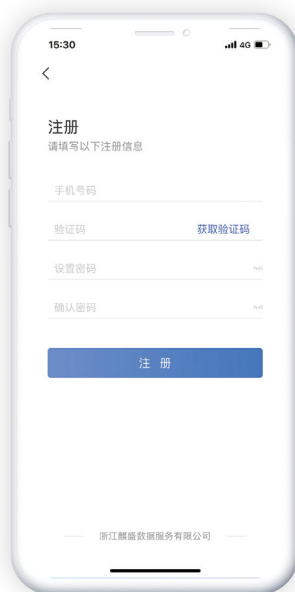 15:30
4G
注册
请填写以下注册信息
手机号码
验证码 获取验证码
设置密码
确认密码
注 册
浙江麒盛数据服务有限公司